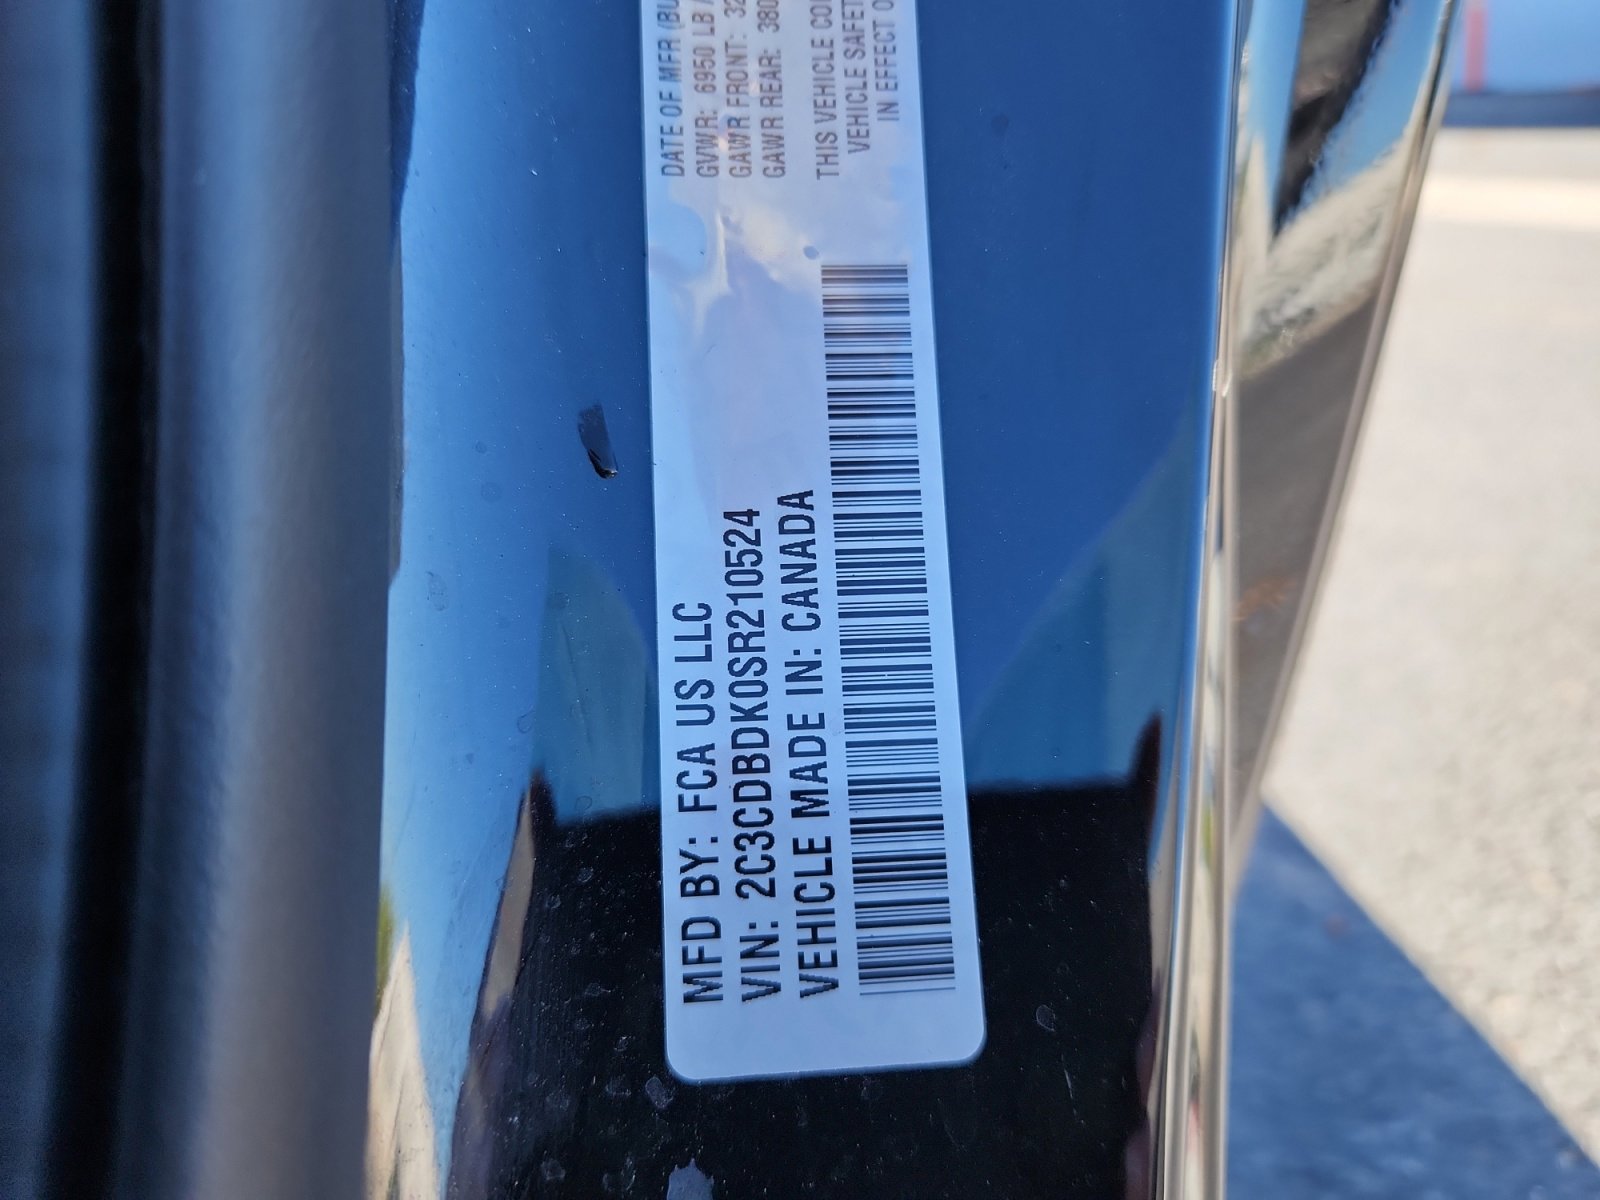 MFD BY: FCA US LLC
VIN: 2C3CDBDK0SR210524
VEHICLE MADE IN: CANADA
DATE OF MFR
GVWR: 6950 LB
GAWR FRONT:
GAWR REAR:
THIS VEHICLE
VEHICLE SAFET
IN EFFECT